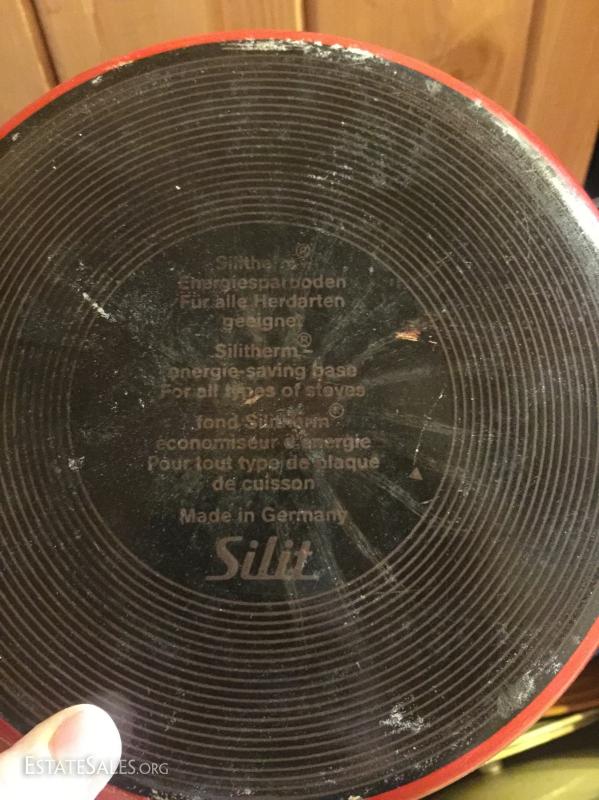 Silitherm®
Energiesparboden
Für alle Herdarten
geeignet
Silitherm®-
energie-saving base
For all types of stoves
fond Silitherm®
économiseur d'énergie
Pour tout type de plaque
de cuisson
Made in Germany
Silit
ESTATESALES.ORG